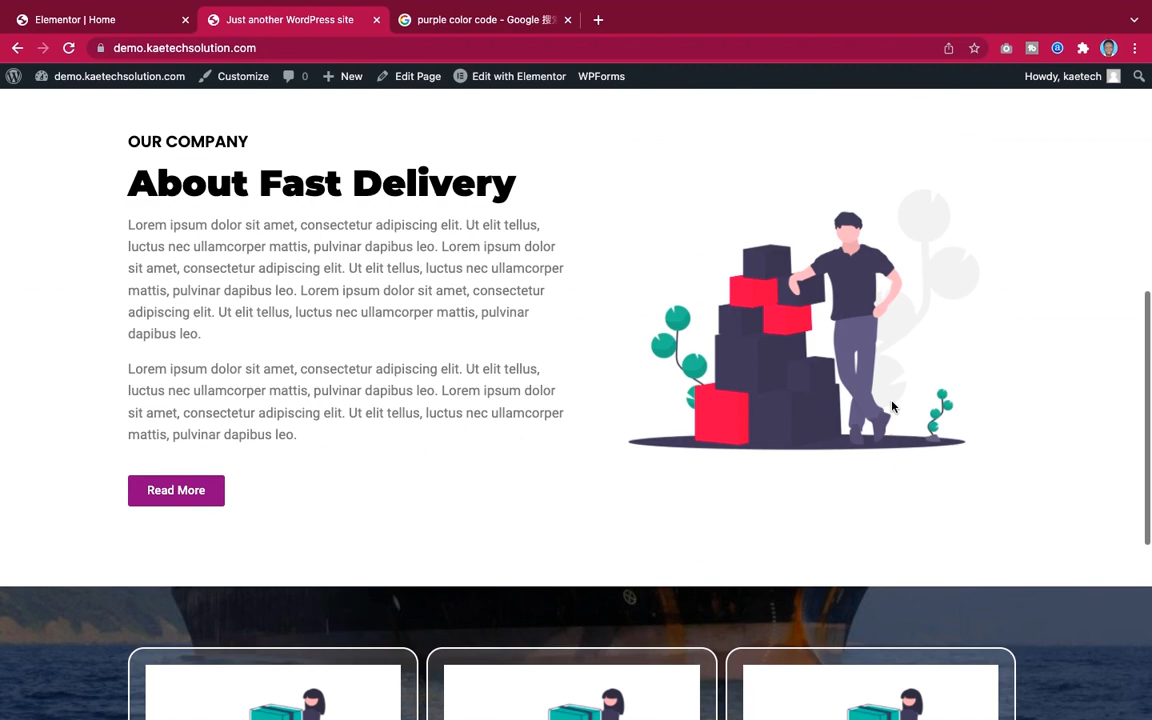 Elementor | Home
Just another WordPress site
purple color code - Google 搜
demo.kaetechsolution.com
demo.kaetechsolution.com
Customize
0
New
Edit Page
Edit with Elementor
WPForms
Howdy, kaetech
OUR COMPANY
About Fast Delivery
Lorem ipsum dolor sit amet, consectetur adipiscing elit. Ut elit tellus,
luctus nec ullamcorper mattis, pulvinar dapibus leo. Lorem ipsum dolor
sit amet, consectetur adipiscing elit. Ut elit tellus, luctus nec ullamcorper
mattis, pulvinar dapibus leo. Lorem ipsum dolor sit amet, consectetur
adipiscing elit. Ut elit tellus, luctus nec ullamcorper mattis, pulvinar
dapibus leo.
Lorem ipsum dolor sit amet, consectetur adipiscing elit. Ut elit tellus,
luctus nec ullamcorper mattis, pulvinar dapibus leo. Lorem ipsum dolor
sit amet, consectetur adipiscing elit. Ut elit tellus, luctus nec ullamcorper
mattis, pulvinar dapibus leo.
Read More